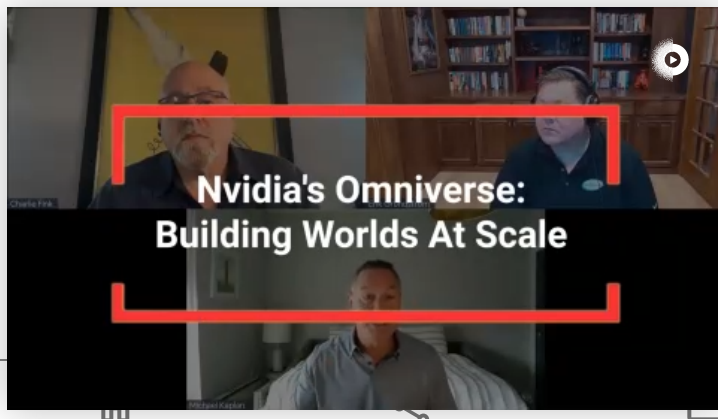 Charlie Fink
Nvidia's Omniverse:
Building Worlds At Scale
Michael Kaplan